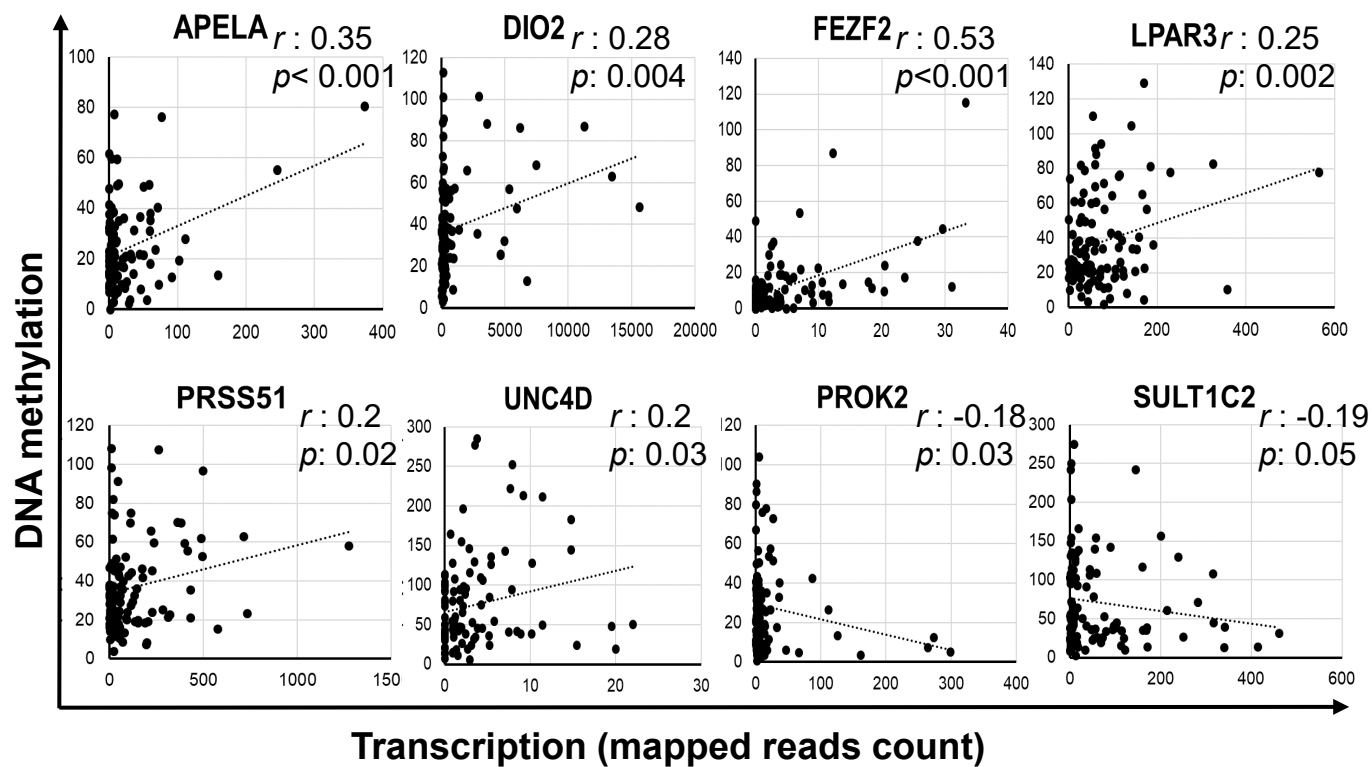 APELA r : 0.35
p< 0.001
100
80
60
40
20
0
0 100 200 300 400
DIO2 r : 0.28
p: 0.004
120
100
80
60
40
20
0
0 5000 10000 15000 20000
FEZF2 r : 0.53
p<0.001
140
120
100
80
60
40
20
0
0 10 20 30 40
LPAR3 r : 0.25
p: 0.002
140
120
100
80
60
40
20
0
0 200 400 600
PRSS51 r : 0.2
p: 0.02
120
100
80
60
40
20
0
0 500 1000 150
UNC4D r : 0.2
p: 0.03
300
250
200
150
100
50
0
0 10 20 30
PROK2 r : -0.18
p: 0.03
120
100
80
60
40
20
0
0 100 200 300 400
SULT1C2 r : -0.19
p: 0.05
300
250
200
150
100
50
0
0 200 400 600
DNA methylation
Transcription (mapped reads count)